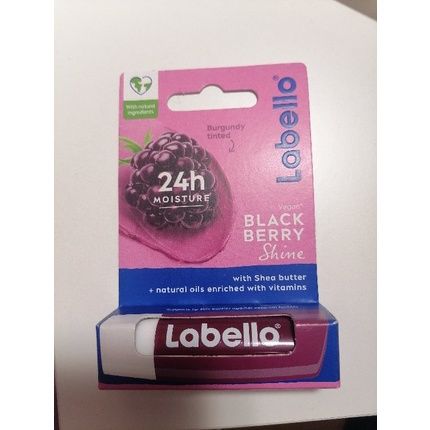 With natural
ingredients
Burgundy
tinted
Labello
24h
MOISTURE
Vegan*
BLACK
BERRY
Shine
with Shea butter
+ natural oils enriched with vitamins
Labello